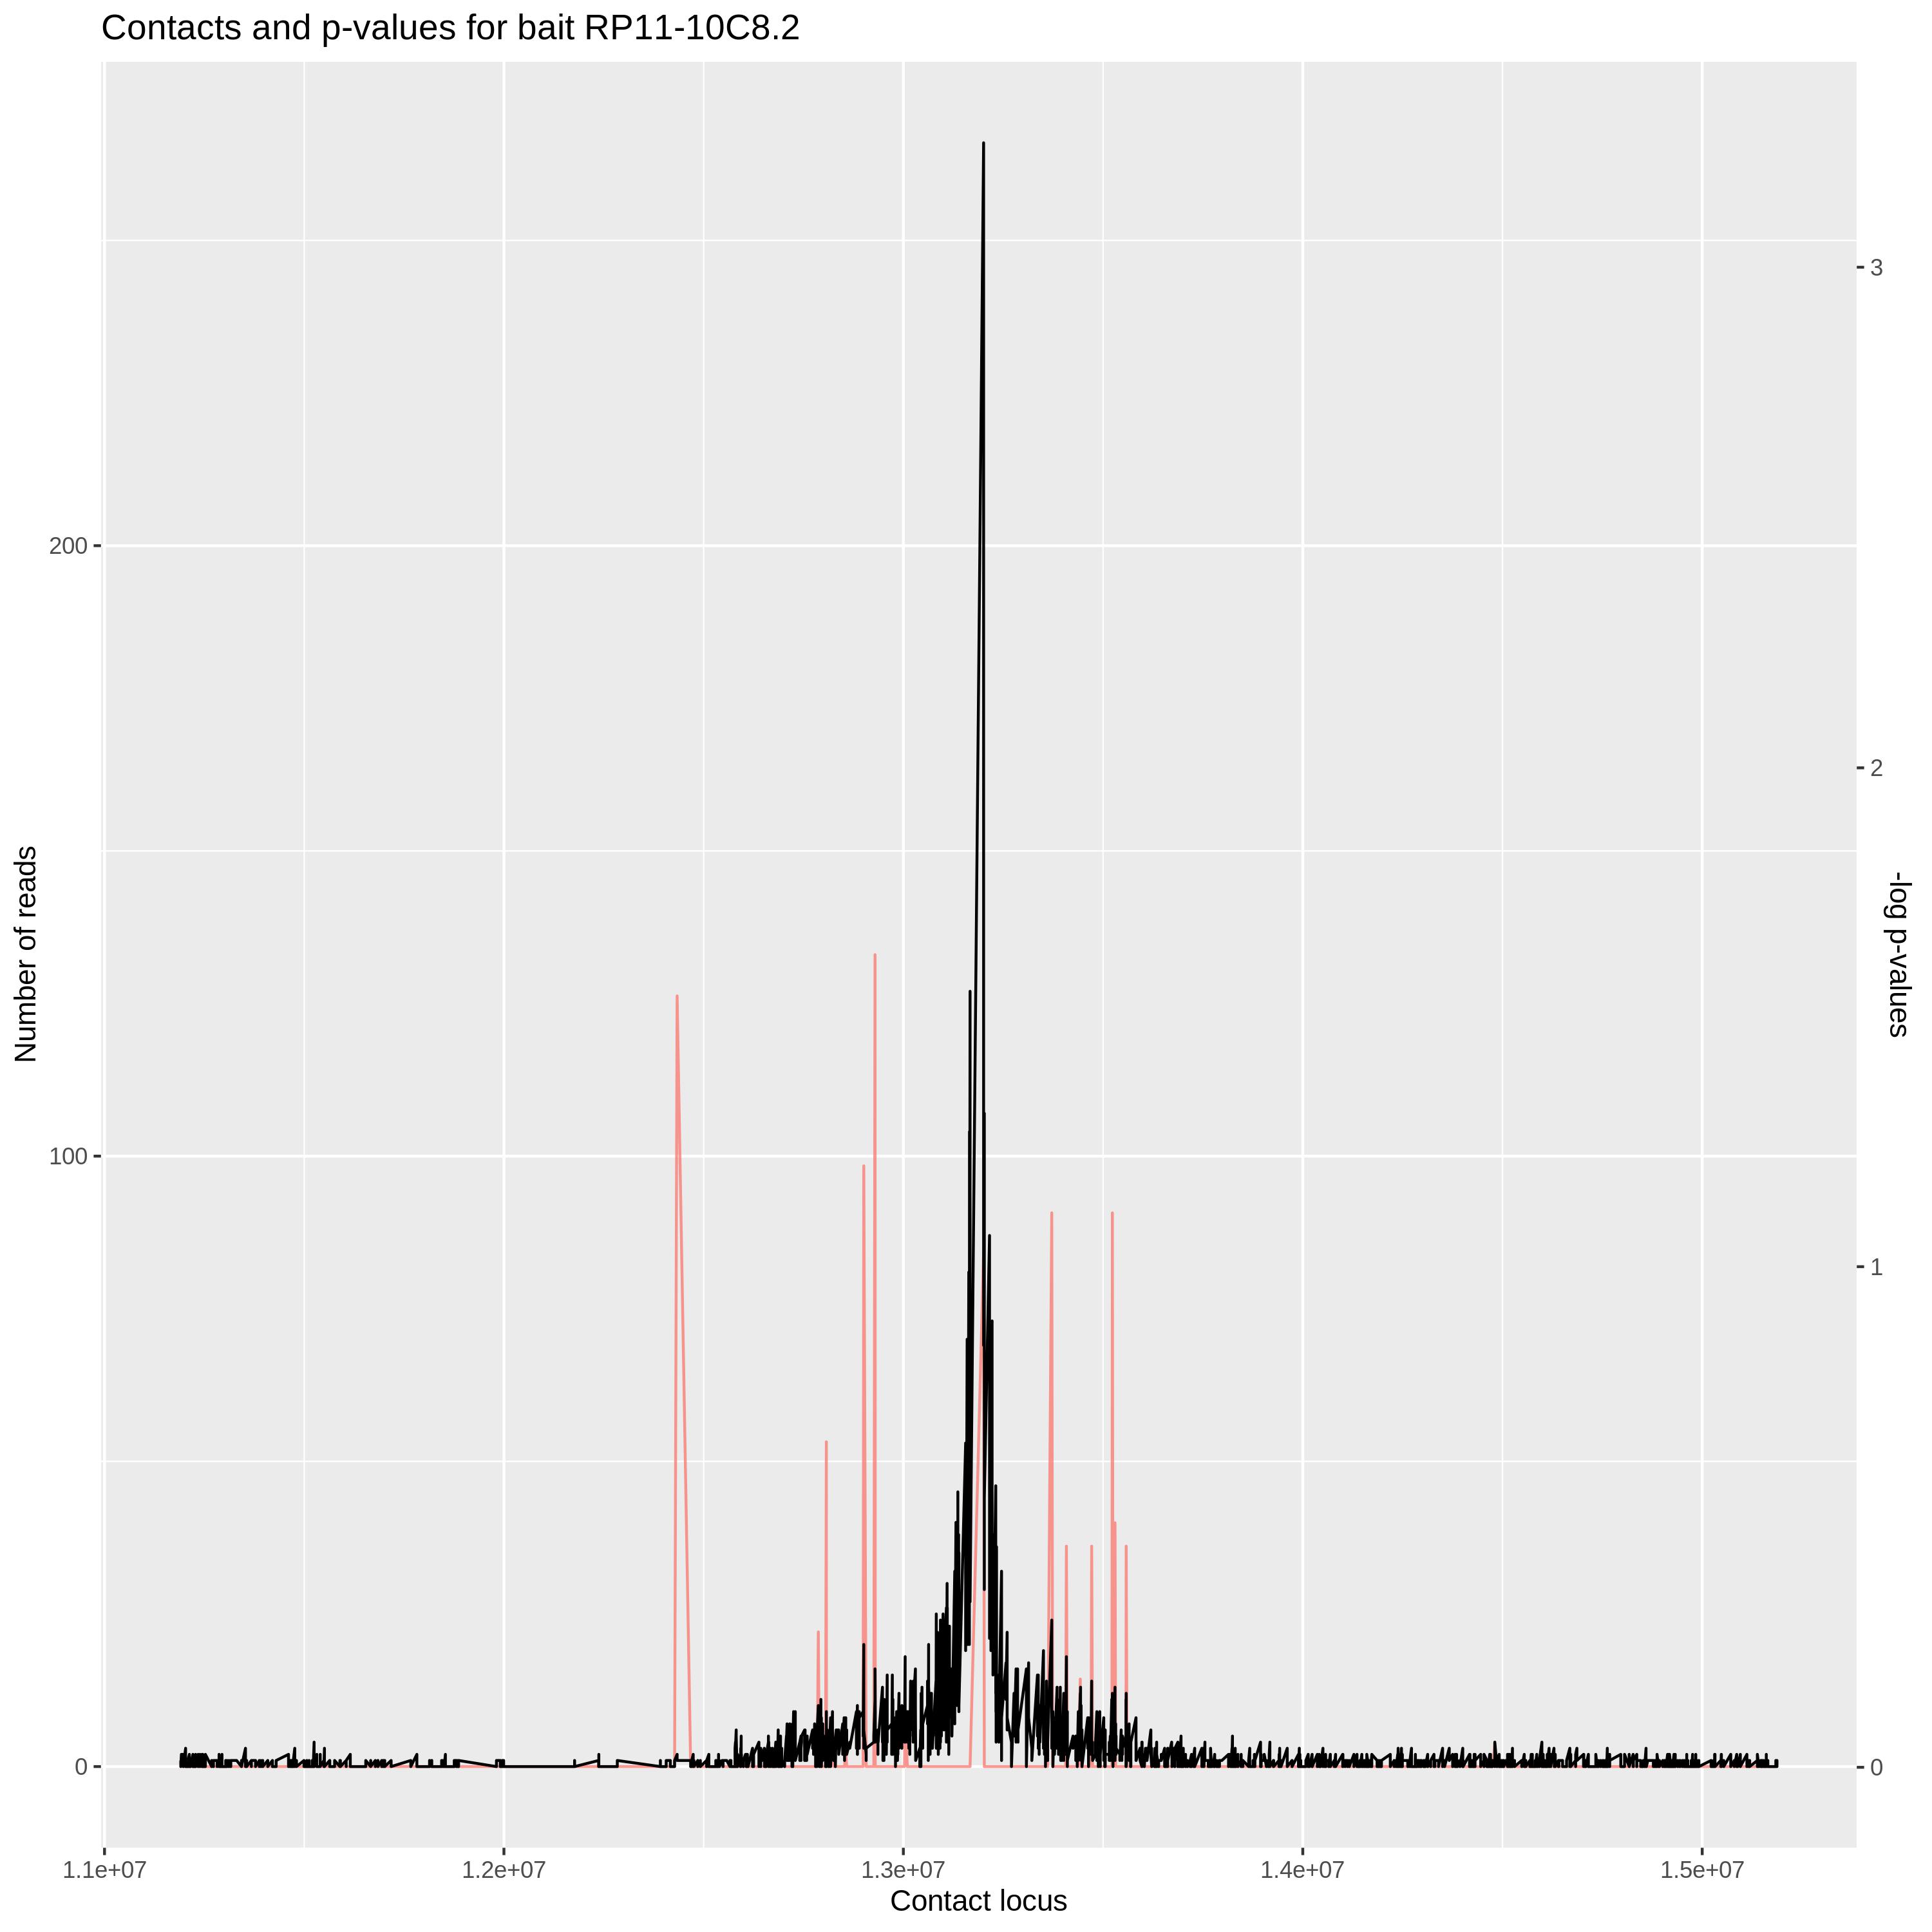 Contacts and p-values for bait RP11-10C8.2
Number of reads
200
100
0
3
2
1
0
-log p-values
1.1e+07 1.2e+07 1.3e+07 1.4e+07 1.5e+07
Contact locus